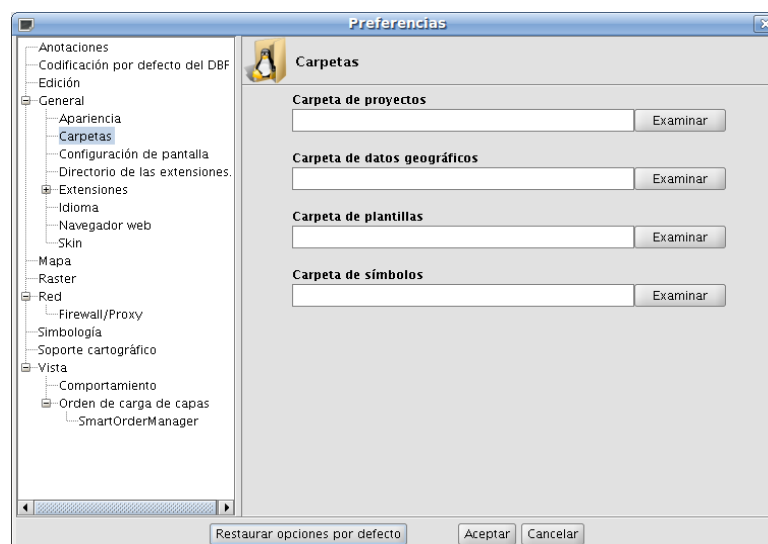 Preferencias
Anotaciones
Codificación por defecto del DBF
Edición
General
Apariencia
Carpetas
Configuración de pantalla
Directorio de las extensiones.
Extensiones
Idioma
Navegador web
Skin
Mapa
Raster
Red
Firewall/Proxy
Simbología
Soporte cartográfico
Vista
Comportamiento
Orden de carga de capas
SmartOrderManager
Carpetas
Carpeta de proyectos
Examinar
Carpeta de datos geográficos
Examinar
Carpeta de plantillas
Examinar
Carpeta de símbolos
Examinar
Restaurar opciones por defecto
Aceptar
Cancelar